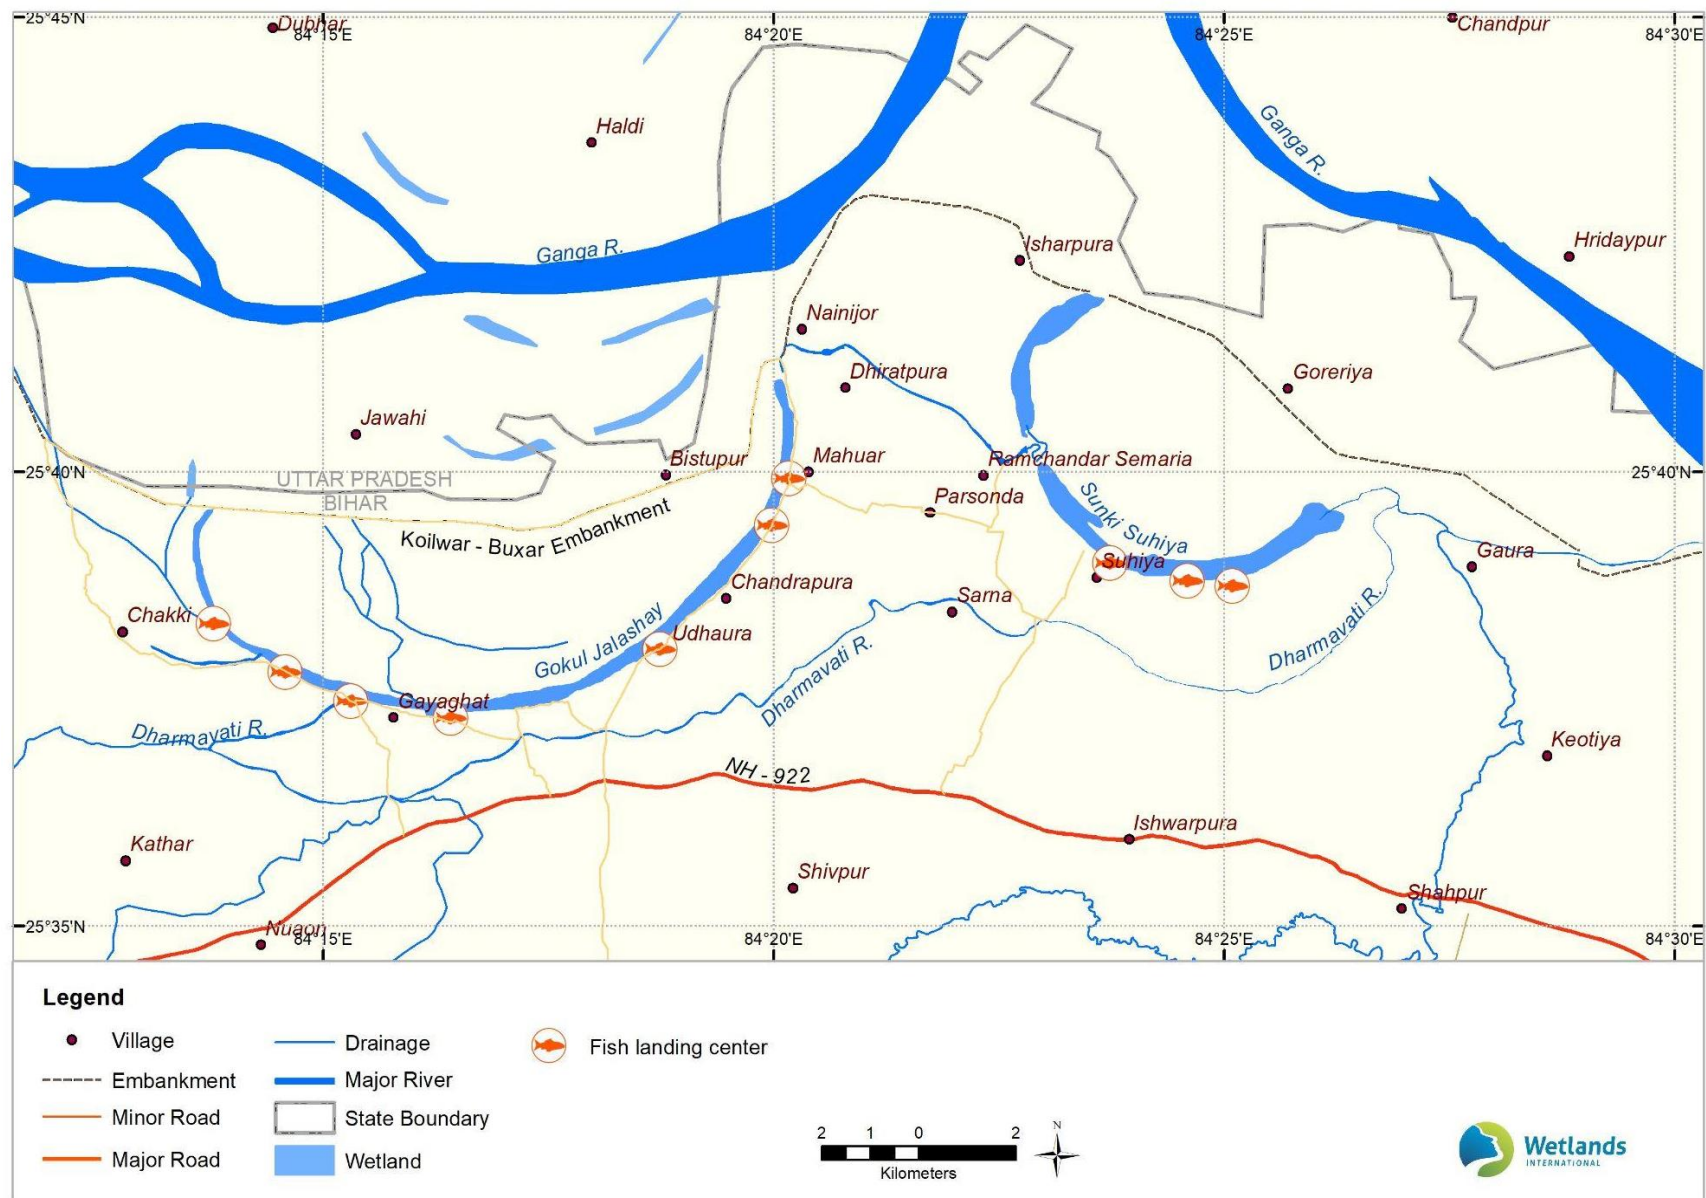 25°45'N
84°15'E
84°20'E
84°25'E
84°30'E
Dubhar
Chandpur
Haldi
Ganga R.
Ganga R.
Isharpura
Hridaypur
Nainijor
Dhiratpura
Goreriya
Jawahi
Bistupur
Mahuar
Ramchandar Semaria
25°40'N
25°40'N
UTTAR PRADESH
BIHAR
Parsonda
Koilwar - Buxar Embankment
Sunki Suhiya
Suhiya
Gaura
Chandrapura
Sarna
Chakki
Udhaura
Gokul Jalashay
Dharmavati R.
Dharmavati R.
Gayaghat
Dharmavati R.
Keotiya
NH - 922
Ishwarpura
Kathar
Shivpur
Shahpur
Nuaon
25°35'N
25°35'N
84°15'E
84°20'E
84°25'E
84°30'E
Legend
Village
Embankment
Minor Road
Major Road
Drainage
Major River
State Boundary
Wetland
Fish landing center
2 1 0 2
Kilometers
N
Wetlands
INTERNATIONAL